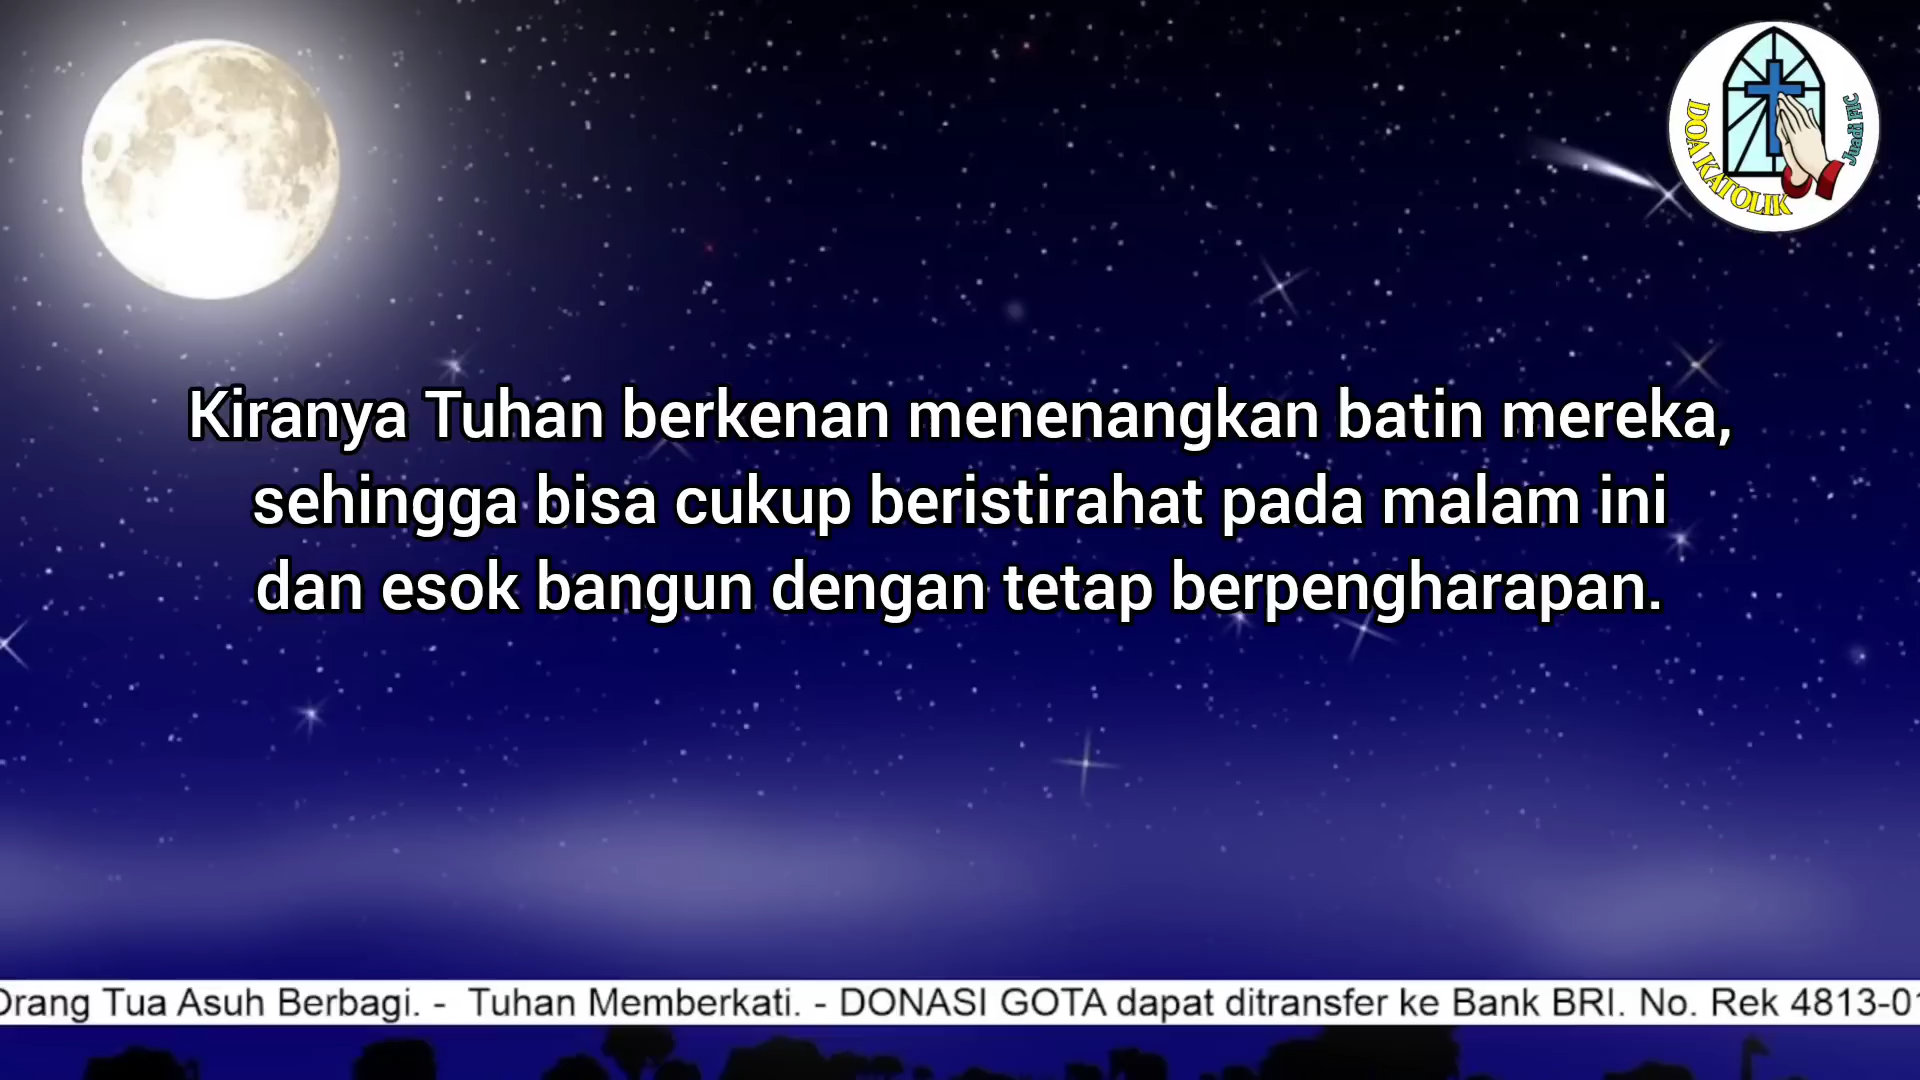 DOA KATOLIK
Juadi FIC
Kiranya Tuhan berkenan menenangkan batin mereka,
sehingga bisa cukup beristirahat pada malam ini
dan esok bangun dengan tetap berpengharapan.
Orang Tua Asuh Berbagi. - Tuhan Memberkati. - DONASI GOTA dapat ditransfer ke Bank BRI. No. Rek 4813-01